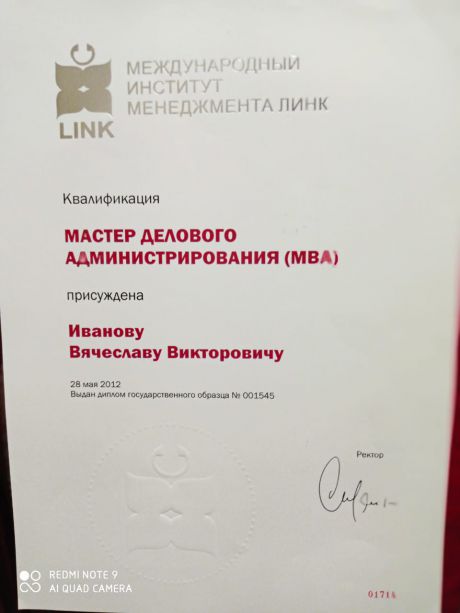 LINK
МЕЖДУНАРОДНЫЙ
ИНСТИТУТ
МЕНЕДЖМЕНТА ЛИНК
Квалификация
МАСТЕР ДЕЛОВОГО
АДМИНИСТРИРОВАНИЯ (MBA)
присуждена
Иванову
Вячеславу Викторовичу
28 мая 2012
Выдан диплом государственного образца № 001545
Ректор
REDMI NOTE 9
AI QUAD CAMERA